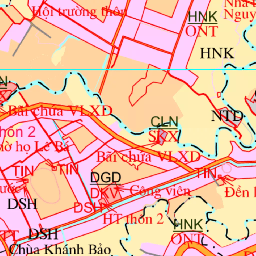 Hội trường thôn
HNK
ONT
HNK
Bãi chứa VLXD
CLN
SKX
NTD
hôn 2
ờ họ Lê Bá
Bãi chứa VLXD
TIN
TIN
DGD
DKV
Công viên
TIN
Đền
DSH
DSH
HT thôn 2
HNK
ONT
DSH
Chùa Khánh Bảo